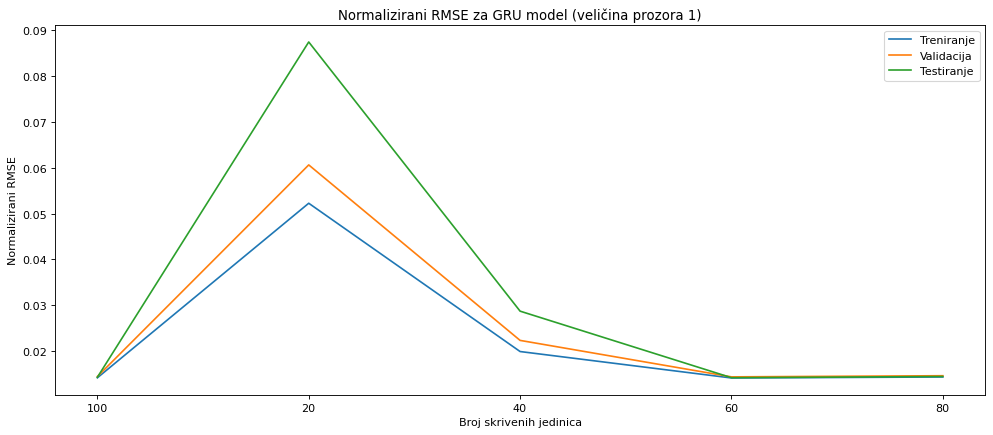 Normalizirani RMSE za GRU model (veličina prozora 1)
Treniranje
Validacija
Testiranje
Normalizirani RMSE
0.09
0.08
0.07
0.06
0.05
0.04
0.03
0.02
100 20 40 60 80
Broj skrivenih jedinica